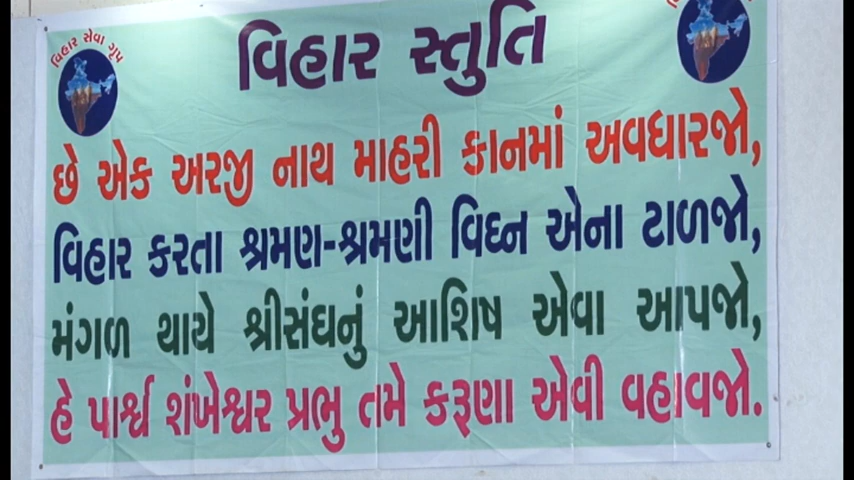 વિહાર સેવા ગૃપ
વિહાર સ્તુતિ
છે એક અરજી નાથ માહરી કાનમાં અવધારજો,
વિહાર કરતા શ્રમણ-શ્રમણી વિઘ્ન એના ટાળજો,
મંગળ થાયે શ્રીસંઘનું આશિષ એવા આપજો,
હે પાર્શ્વ શંખેશ્વર પ્રભુ તમે કરૂણા એવી વહાવજો.